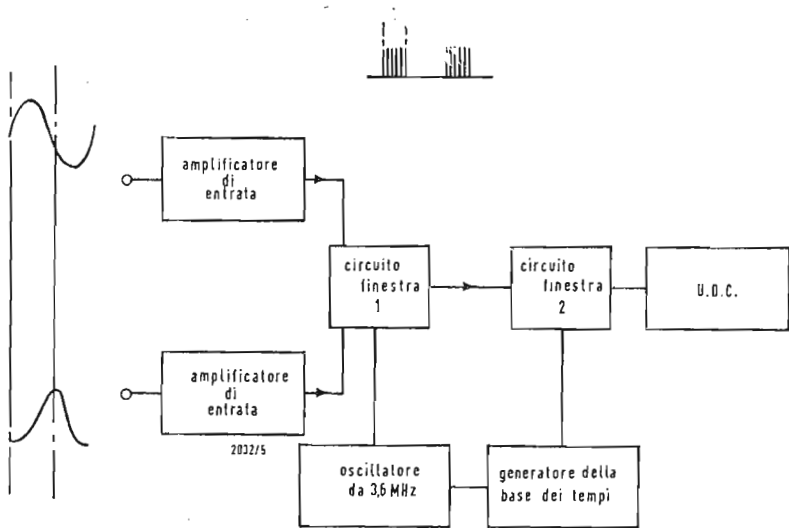 amplificatore
di
entrata
circuito
finestra
1
circuito
finestra
2
U.D.C.
amplificatore
di
entrata
2032/5
oscillatore
da 3,6 MHz
generatore della
base dei tempi